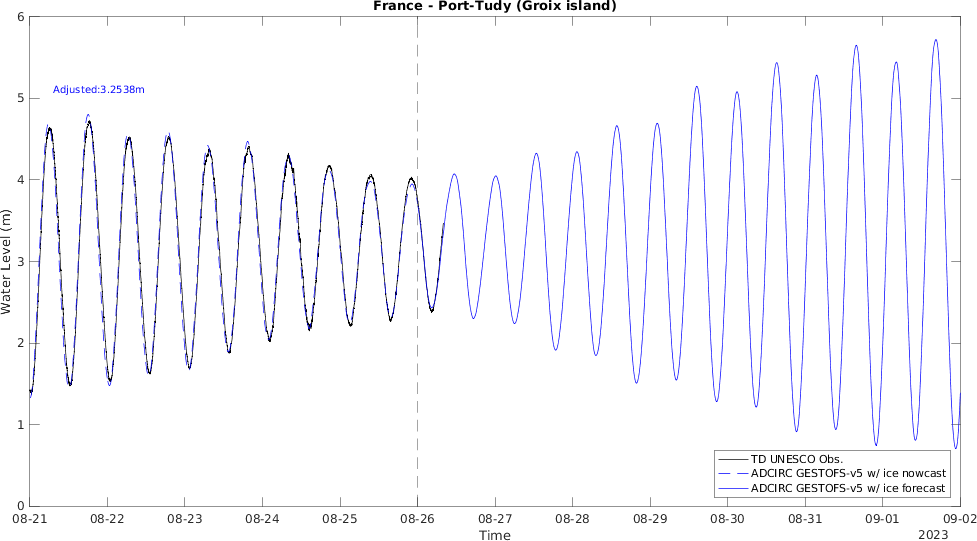 France - Port-Tudy (Groix island)
6
5
4
3
2
1
0
Water Level (m)
Adjusted:3.2538m
TD UNESCO Obs.
ADCIRC GESTOFS-v5 w/ ice nowcast
ADCIRC GESTOFS-v5 w/ ice forecast
08-21 08-22 08-23 08-24 08-25 08-26 08-27 08-28 08-29 08-30 08-31 09-01 09-02
Time
2023